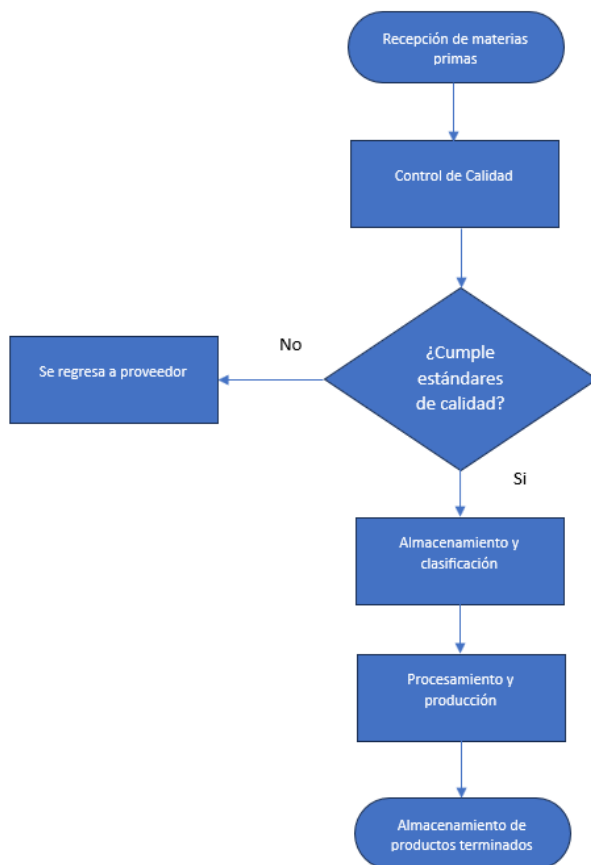 Recepción de materias
primas
Control de Calidad
¿Cumple
estándares
de calidad?
No
Se regresa a proveedor
Si
Almacenamiento y
clasificación
Procesamiento y
producción
Almacenamiento de
productos terminados